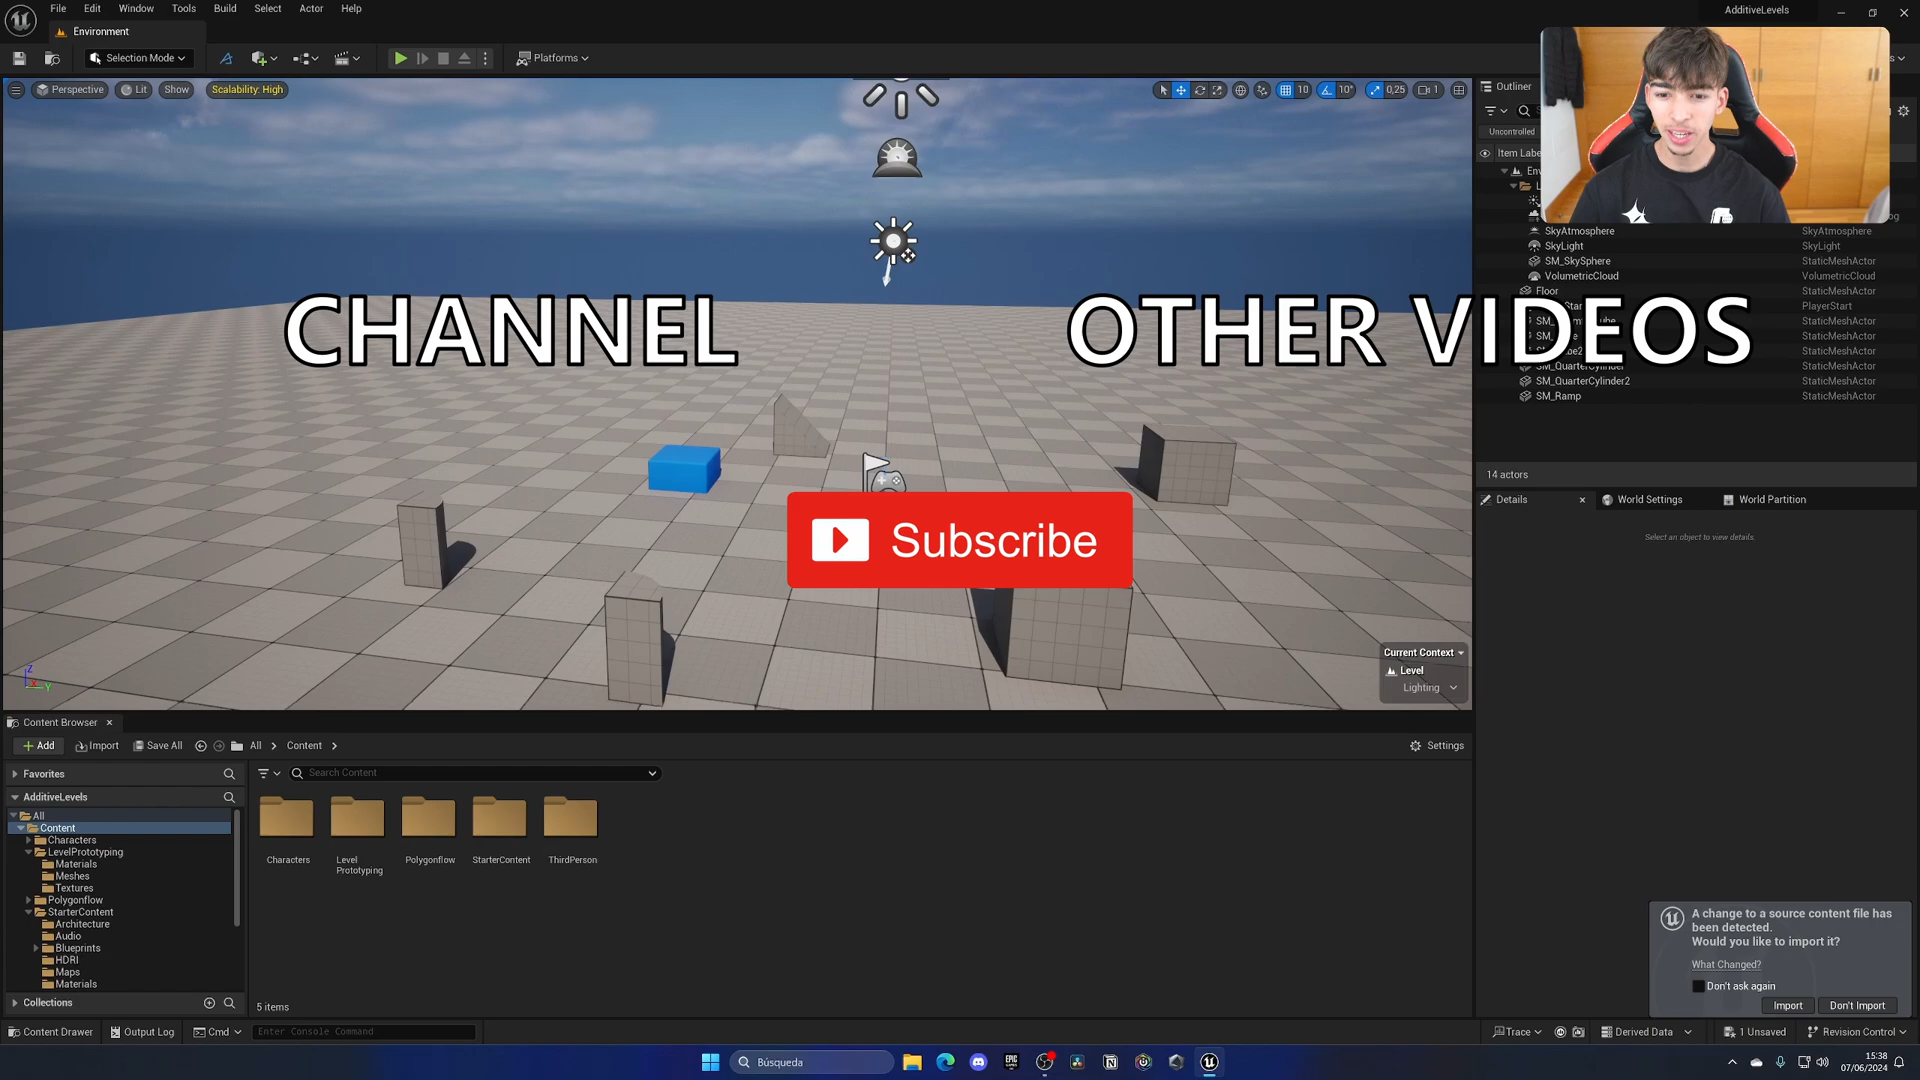 File Edit Window Tools Build Select Actor Help
AdditiveLevels
Environment
Selection Mode
Platforms
Perspective Lit Show Scalability: High
10 10° 0,25 1
Outliner
Uncontrolled
Item Labe
SkyAtmosphere SkyAtmosphere
SkyLight SkyLight
SM_SkySphere StaticMeshActor
VolumetricCloud VolumetricCloud
Floor StaticMeshActor
PlayerStart
StaticMeshActor
StaticMeshActor
StaticMeshActor
SM_QuarterCylinder StaticMeshActor
SM_QuarterCylinder2 StaticMeshActor
SM_Ramp StaticMeshActor
CHANNEL
OTHER VIDEOS
14 actors
Details World Settings World Partition
Select an object to view details.
Subscribe
Current Context
Level
Lighting
Z
X
Y
Content Browser
Add Import Save All All Content
Settings
Favorites
Search Content
AdditiveLevels
All
Content
Characters
LevelPrototyping
Materials
Meshes
Textures
Polygonflow
StarterContent
Architecture
Audio
Blueprints
HDRI
Maps
Materials
Collections
Characters
Level
Prototyping
Polygonflow
StarterContent
ThirdPerson
5 items
A change to a source content file has
been detected.
Would you like to import it?
What Changed?
Don't ask again
Import Don't Import
Content Drawer Output Log Cmd Enter Console Command
Trace Derived Data 1 Unsaved Revision Control
Búsqueda
EPIC
GAMES
15:38
07/06/2024